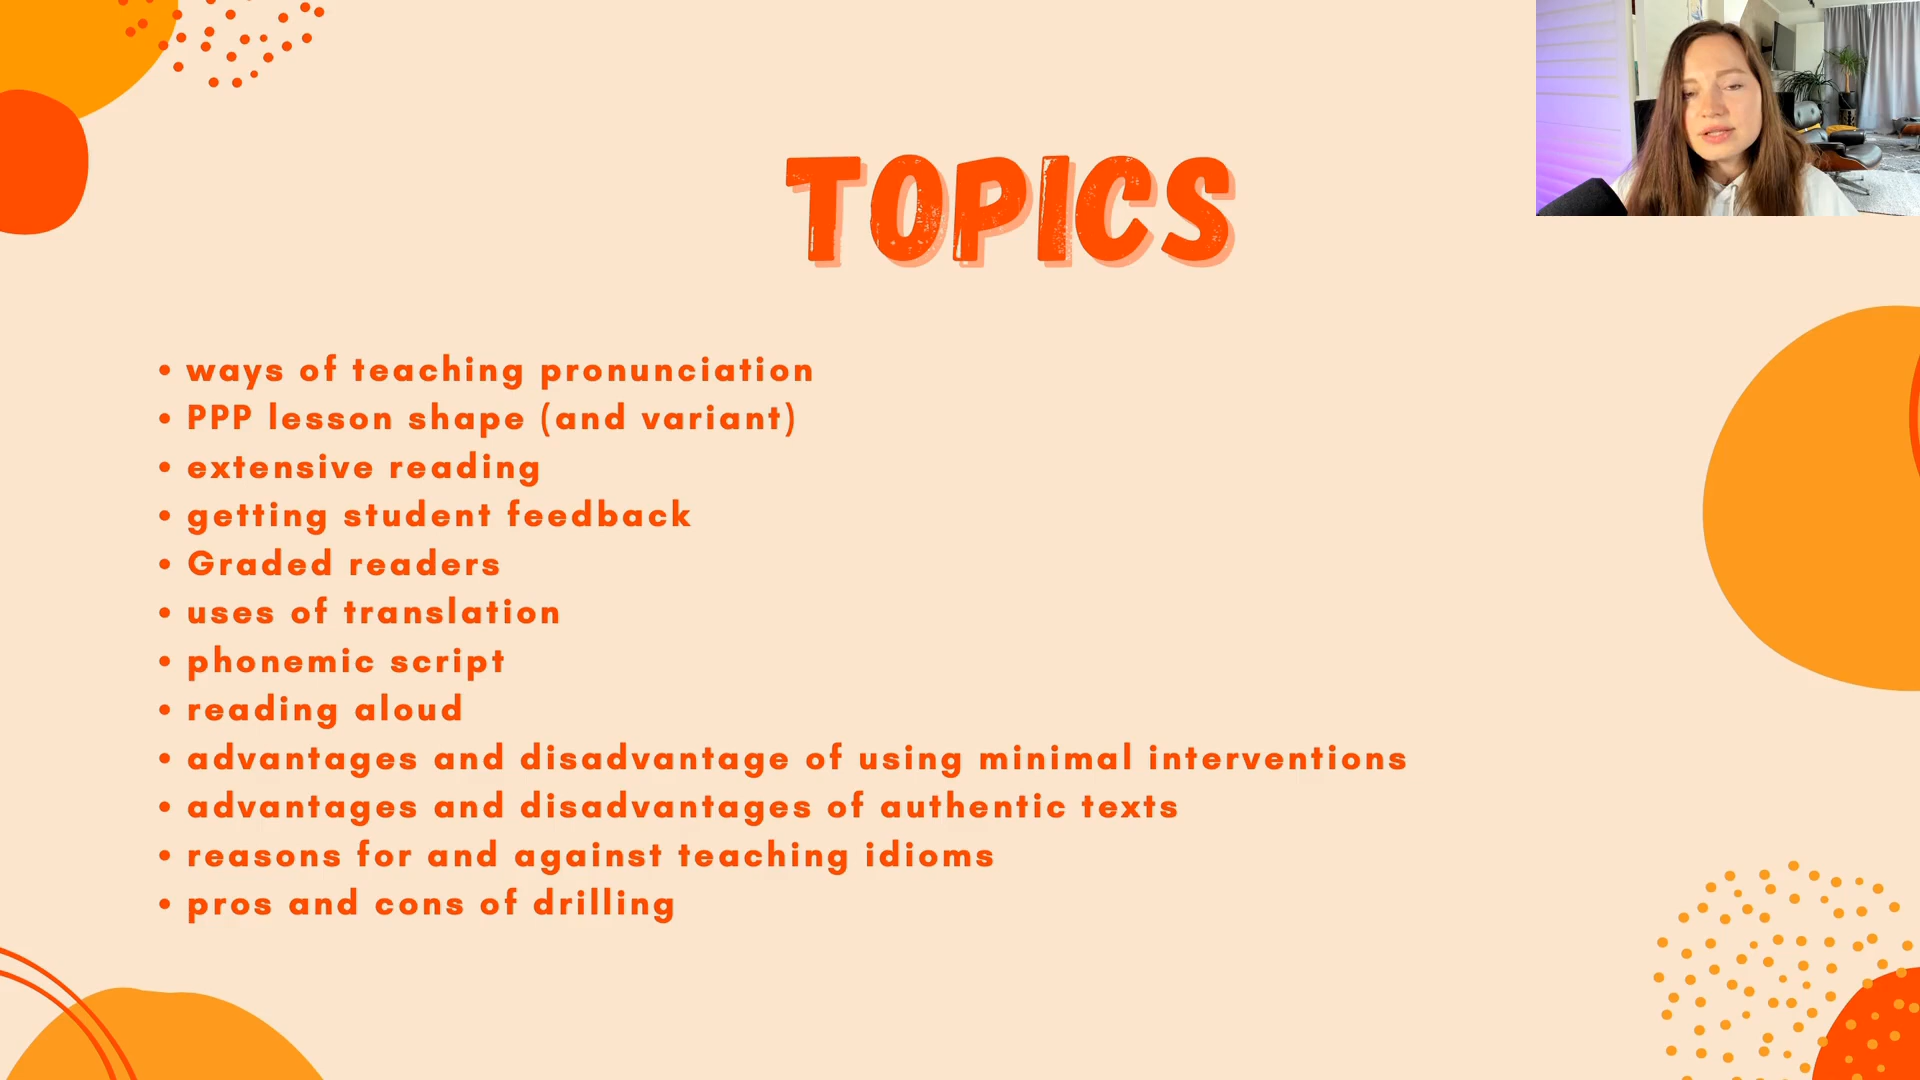 TOPICS
• ways of teaching pronunciation
• PPP lesson shape (and variant)
• extensive reading
• getting student feedback
• Graded readers
• uses of translation
• phonemic script
• reading aloud
• advantages and disadvantage of using minimal interventions
• advantages and disadvantages of authentic texts
• reasons for and against teaching idioms
• pros and cons of drilling